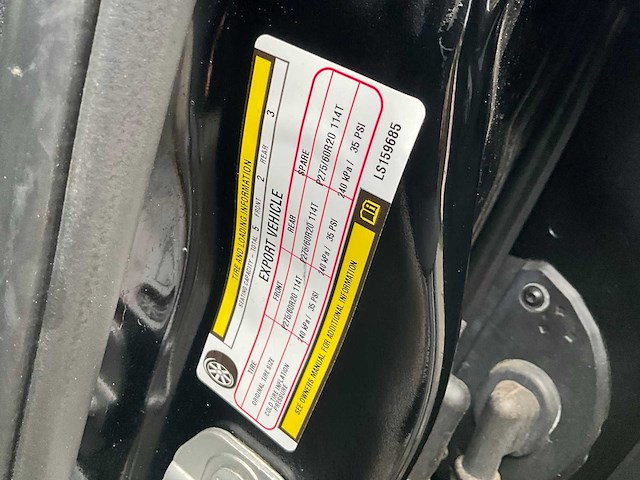 TIRE AND LOADING INFORMATION
SEATING CAPACITY - TOTAL 5 FRONT 2 REAR 3
EXPORT VEHICLE
TIRE FRONT REAR SPARE
ORIGINAL TIRE SIZE P275/60R20 114T P275/60R20 114T P275/60R20 114T
COLD TIRE INFLATION PRESSURE 240 kPa / 35 PSI 240 kPa / 35 PSI 240 kPa / 35 PSI
SEE OWNERS MANUAL FOR ADDITIONAL INFORMATION
LS159685